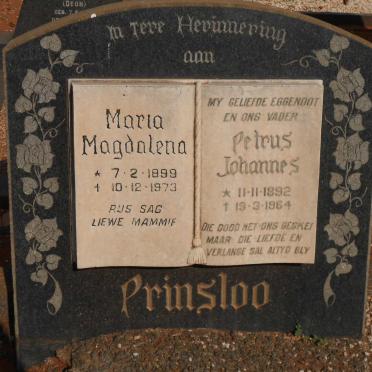 In Tere Herinnering
aan
Maria
Magdalena
* 7·2·1899
† 10·12·1973
RUS SAG
LIEWE MAMMIE
MY GELIEFDE EGGENOOT
EN ONS VADER
Petrus
Johannes
* 11·11·1892
† 19·3·1964
DIE DOOD HET ONS GESKEI
MAAR DIE LIEFDE EN
VERLANGE SAL ALTYD BLY
Prinsloo